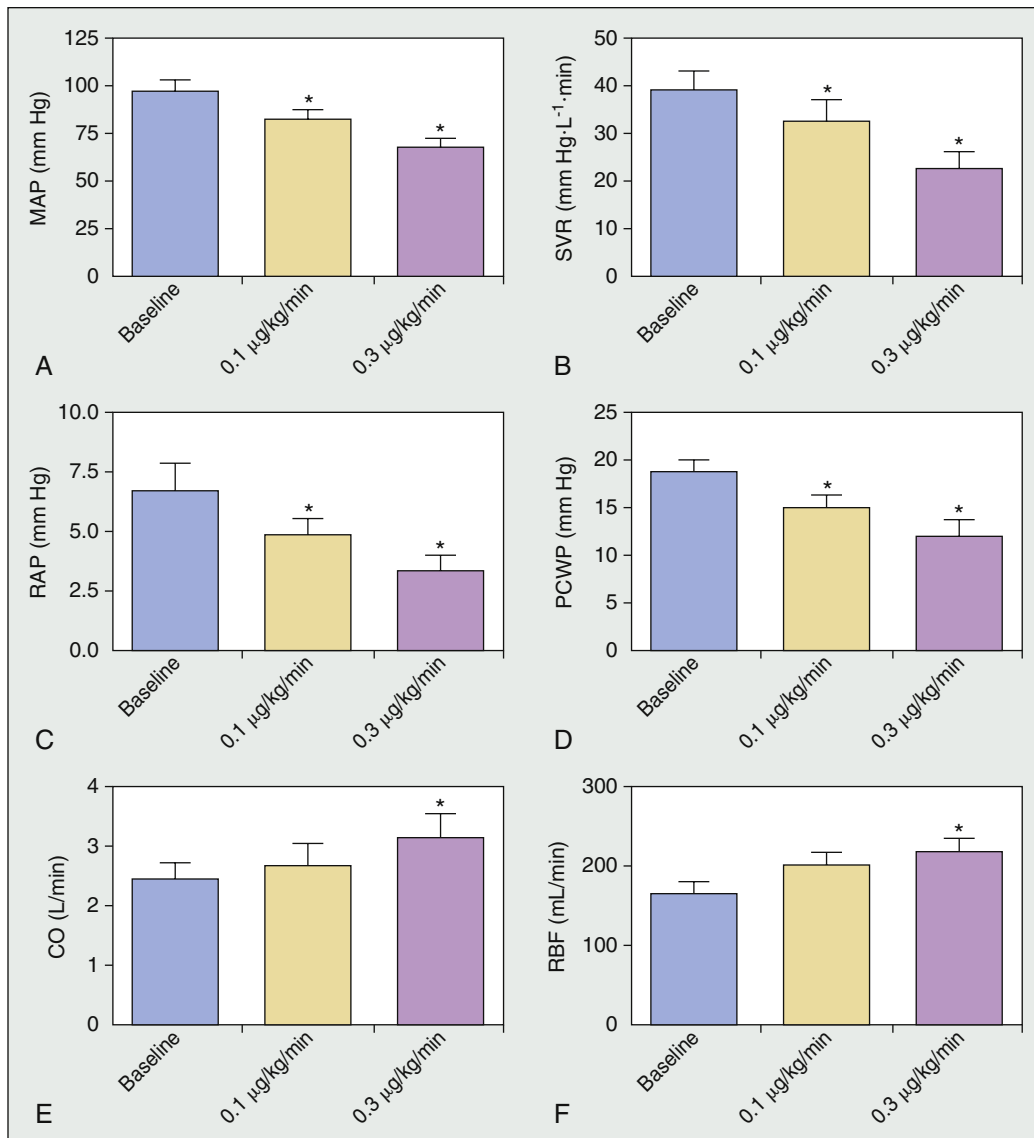 125
100
75
50
25
0
MAP (mm Hg)
*
*
Baseline
0.1 μg/kg/min
0.3 μg/kg/min
A
50
40
30
20
10
0
SVR (mm Hg·L⁻¹·min)
*
*
Baseline
0.1 μg/kg/min
0.3 μg/kg/min
B
10.0
7.5
5.0
2.5
0.0
RAP (mm Hg)
*
*
Baseline
0.1 μg/kg/min
0.3 μg/kg/min
C
25
20
15
10
5
0
PCWP (mm Hg)
*
*
Baseline
0.1 μg/kg/min
0.3 μg/kg/min
D
4
3
2
1
0
CO (L/min)
*
Baseline
0.1 μg/kg/min
0.3 μg/kg/min
E
300
200
100
0
RBF (mL/min)
*
Baseline
0.1 μg/kg/min
0.3 μg/kg/min
F